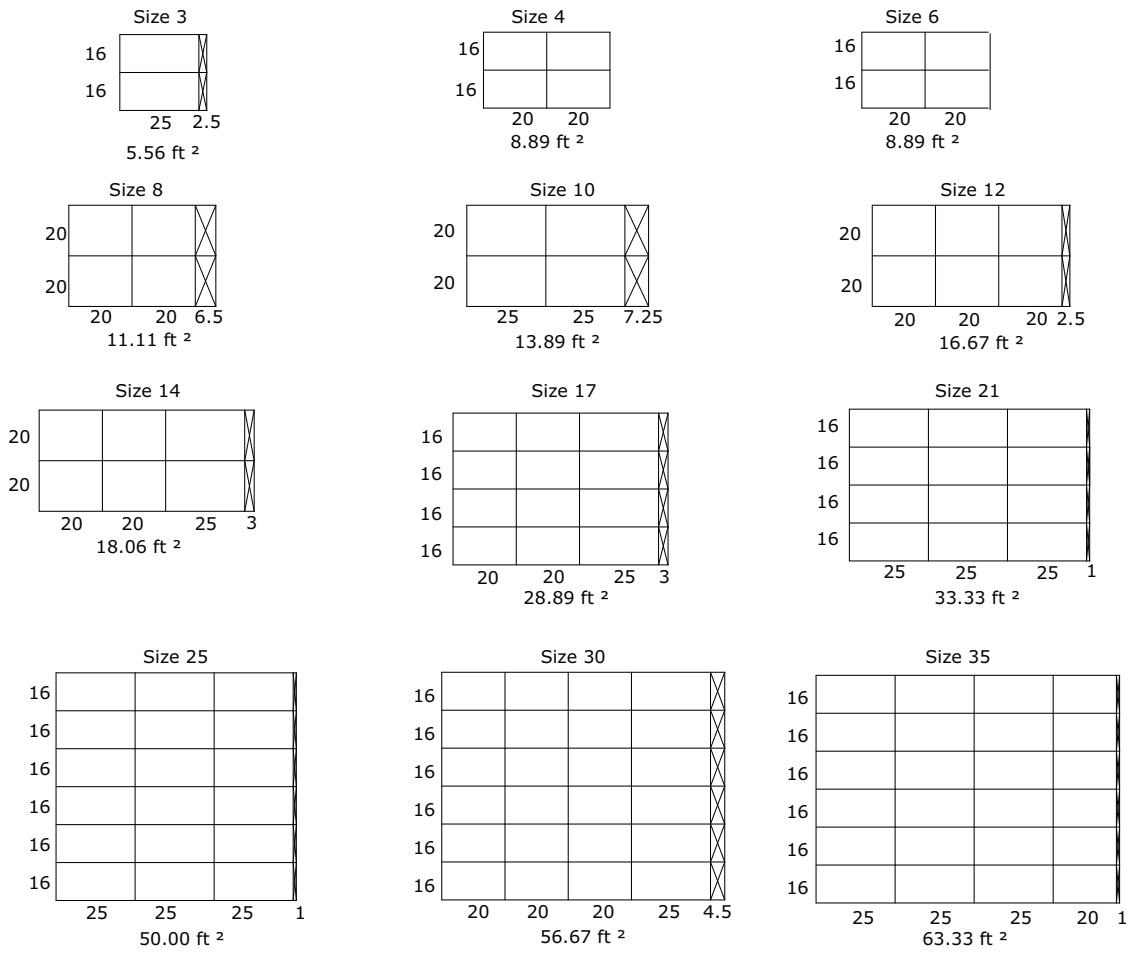 Size 3
16
16
25 2.5
5.56 ft ²
Size 4
16
16
20 20
8.89 ft ²
Size 6
16
16
20 20
8.89 ft ²
Size 8
20
20
20 20 6.5
11.11 ft ²
Size 10
20
20
25 25 7.25
13.89 ft ²
Size 12
20
20
20 20 20 2.5
16.67 ft ²
Size 14
20
20
20 20 25 3
18.06 ft ²
Size 17
16
16
16
16
20 20 25 3
28.89 ft ²
Size 21
16
16
16
16
25 25 25 1
33.33 ft ²
Size 25
16
16
16
16
16
16
25 25 25 1
50.00 ft ²
Size 30
16
16
16
16
16
16
20 20 20 25 4.5
56.67 ft ²
Size 35
16
16
16
16
16
16
25 25 25 20 1
63.33 ft ²